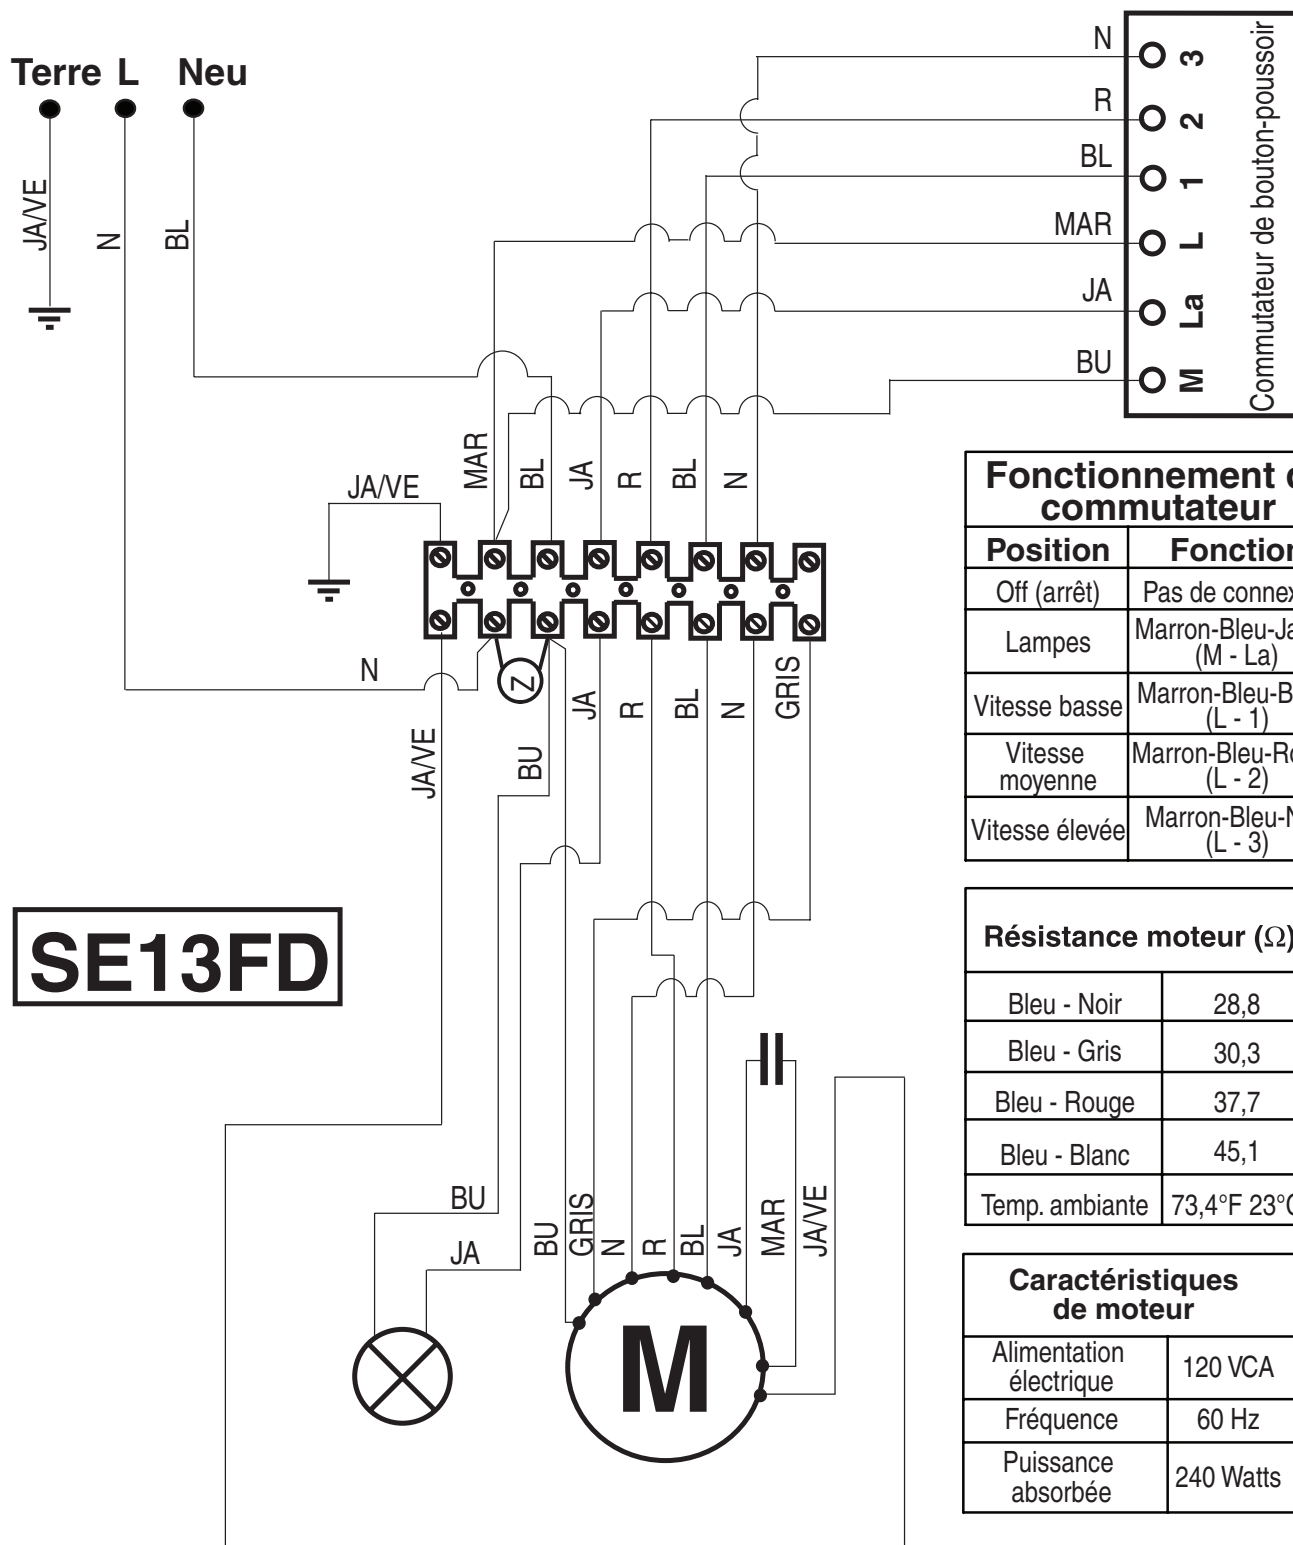 Terre L Neu
JA/VE
N
BL
N
R
BL
MAR
JA
BU
3
2
1
L
La
M
Commutateur de bouton-poussoir
JA/VE
MAR
BL
JA
R
BL
N
N
Z
JA/VE
BU
JA
R
BL
N
GRIS
SE13FD
BU
JA
BU
GRIS
N
R
BL
JA
MAR
JA/VE
M
Fonctionnement
commutateur
Position Fonction
Off (arrêt) Pas de
Lampes Marron-Bleu-
(M - La)
Vitesse basse Marron-Bleu-
(L - 1)
Vitesse
moyenne
Marron-Bleu-
(L - 2)
Vitesse élevée Marron-Bleu-
(L - 3)
Résistance moteur (Ω)
Bleu - Noir 28,8
Bleu - Gris 30,3
Bleu - Rouge 37,7
Bleu - Blanc 45,1
Temp. ambiante 73,4°F 23°C
Caractéristiques
de moteur
Alimentation
électrique
120 VCA
Fréquence 60 Hz
Puissance
absorbée
240 Watts